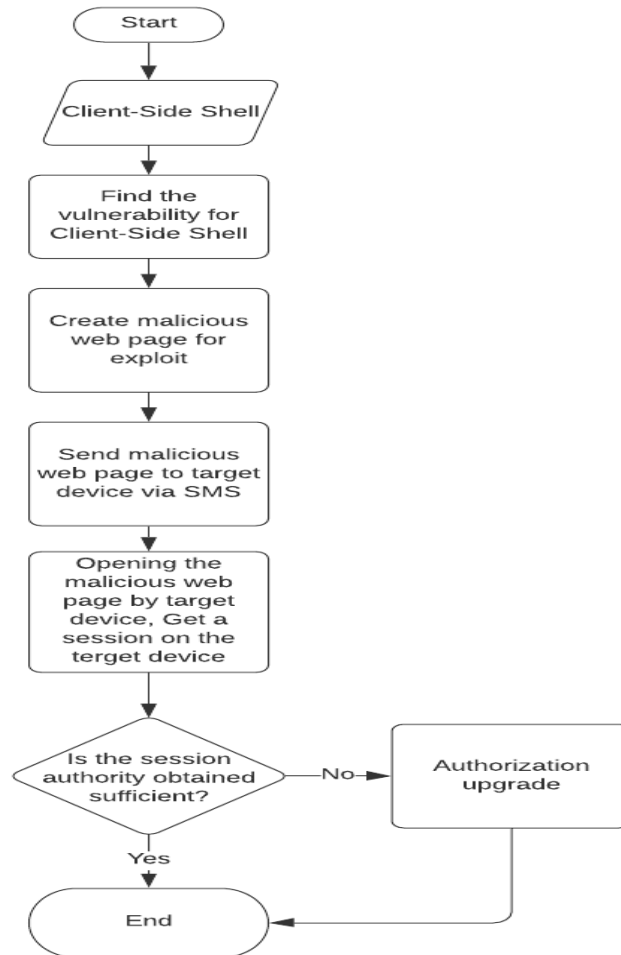 Start
Client-Side Shell
Find the
vulnerability for
Client-Side Shell
Create malicious
web page for
exploit
Send malicious
web page to target
device via SMS
Opening the
malicious web
page by target
device, Get a
session on the
terget device
Is the session
authority obtained
sufficient?
No
Authorization
upgrade
Yes
End